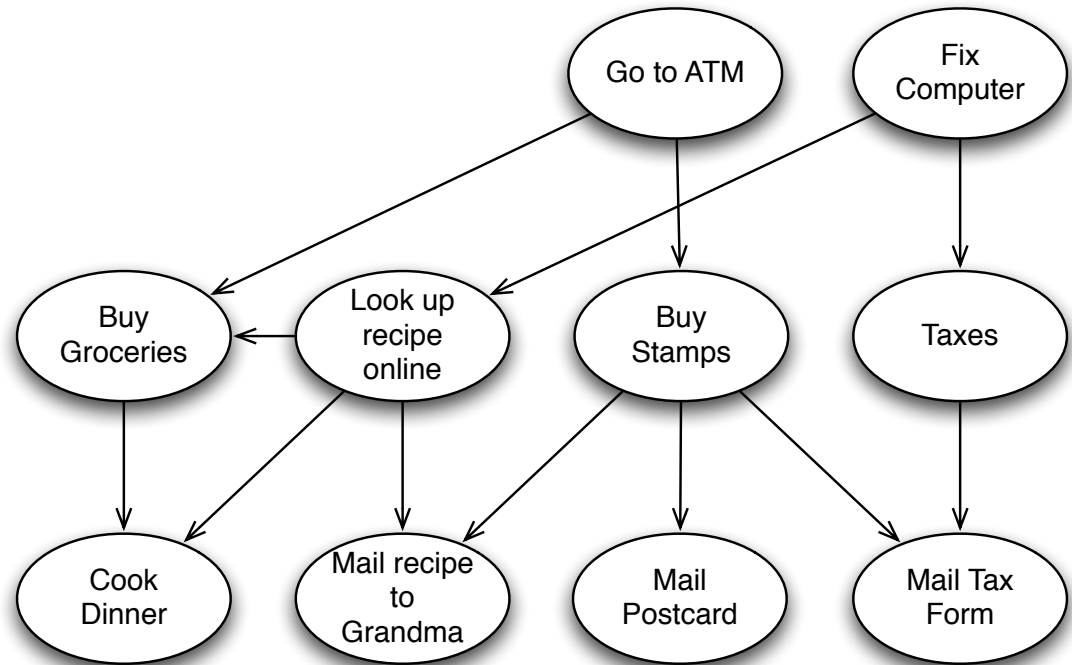 Go to ATM
Fix
Computer
Buy
Groceries
Look up
recipe
online
Buy
Stamps
Taxes
Cook
Dinner
Mail recipe
to
Grandma
Mail
Postcard
Mail Tax
Form